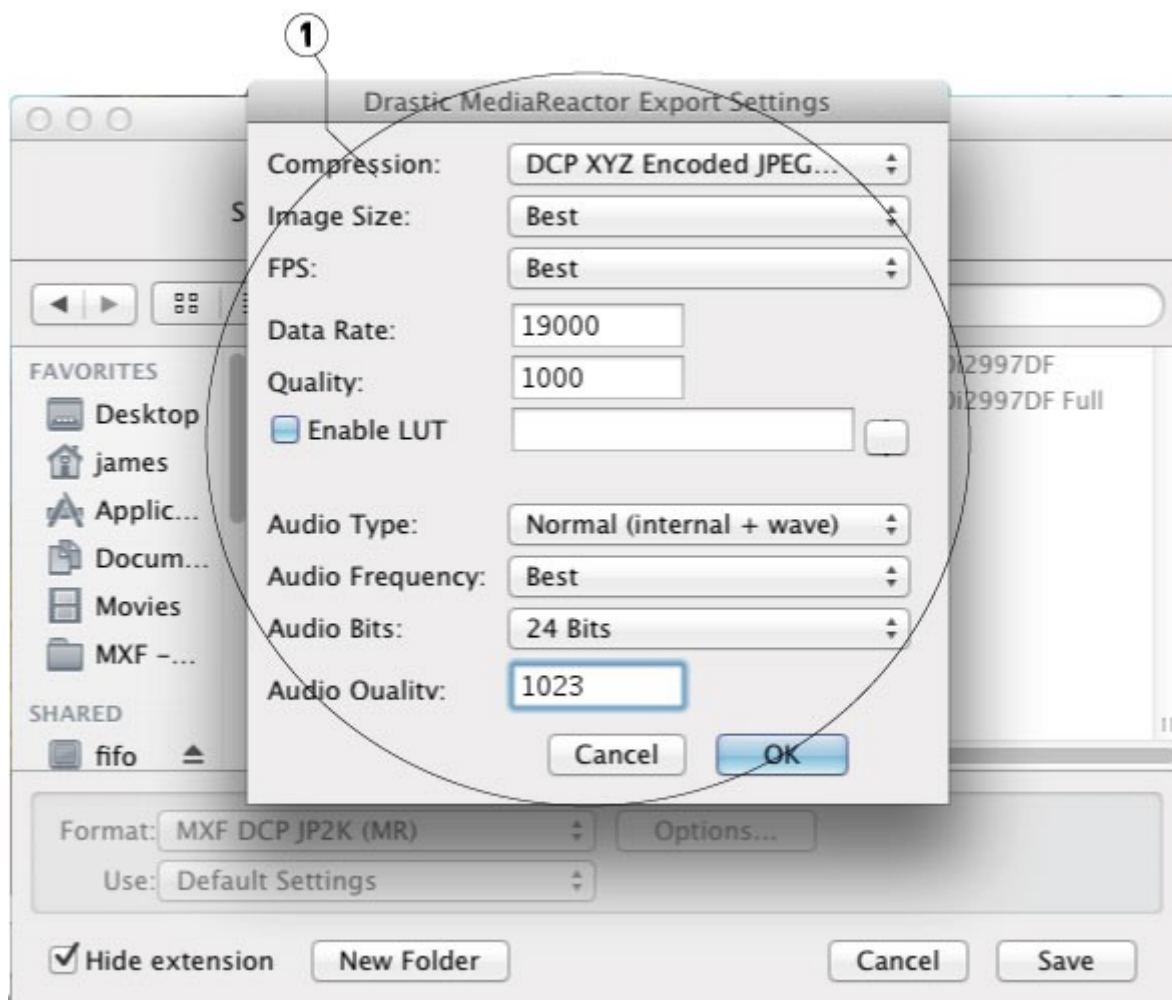 1
Drastic MediaReactor Export Settings
Compression: DCP XYZ Encoded JPEG...
S
Image Size: Best
FPS: Best
Data Rate: 19000
Quality: 1000
Enable LUT
Audio Type: Normal (internal + wave)
Audio Frequency: Best
Audio Bits: 24 Bits
Audio Quality: 1023
Cancel OK
FAVORITES
Desktop
james
Applic...
Docum...
Movies
MXF -...
SHARED
fifo
i2997DF
i2997DF Full
Format: MXF DCP JP2K (MR) Options...
Use: Default Settings
Hide extension New Folder Cancel Save